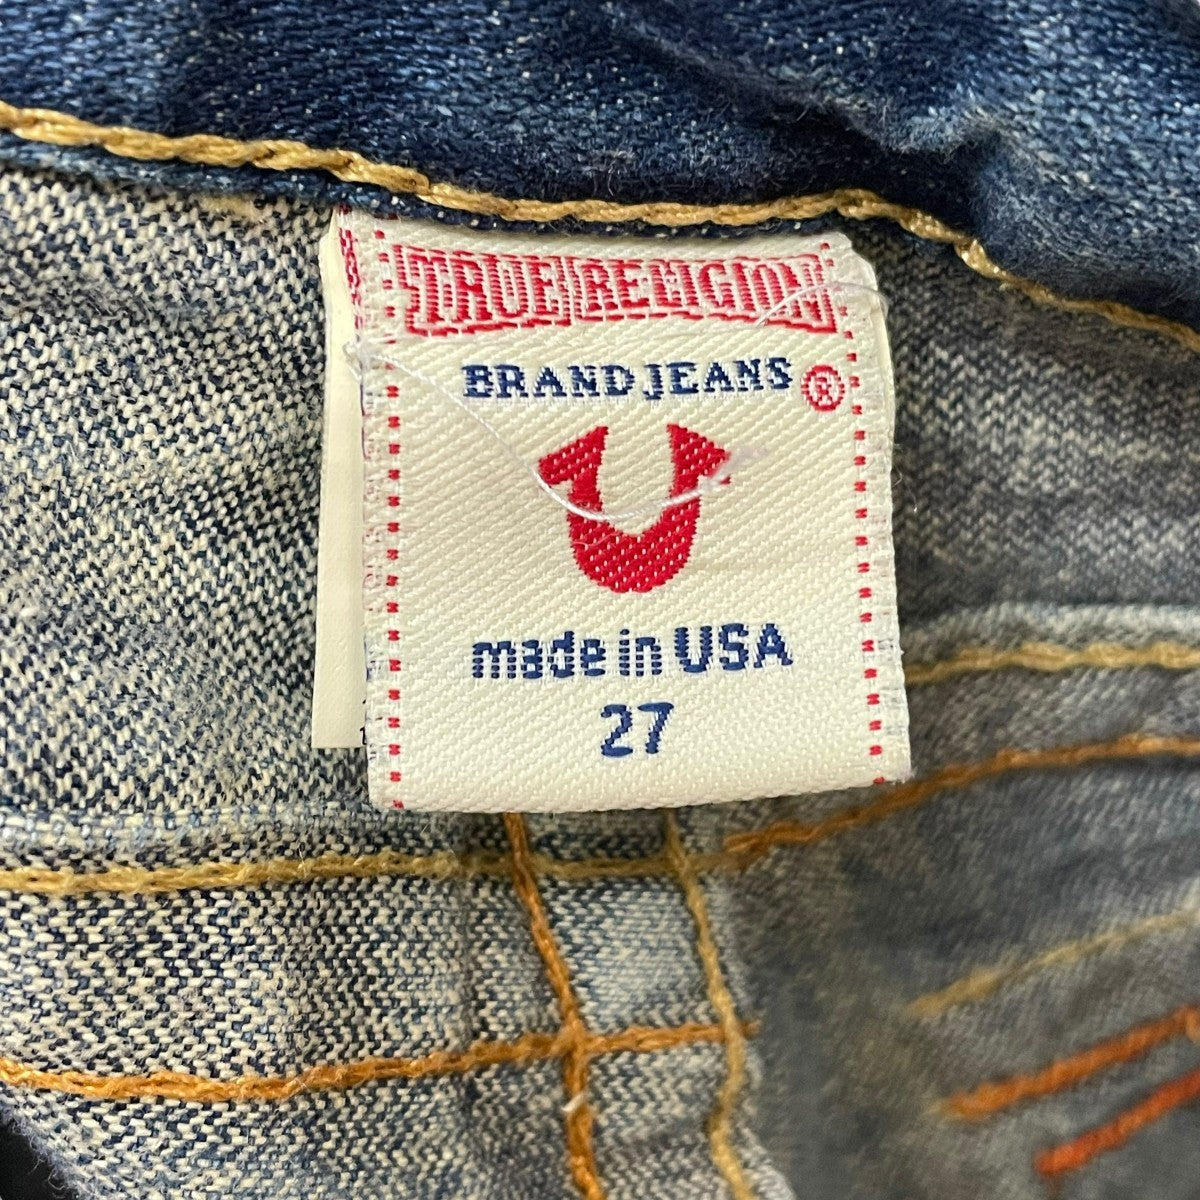 TRUE RELIGION
BRAND JEANS ®
made in USA
27